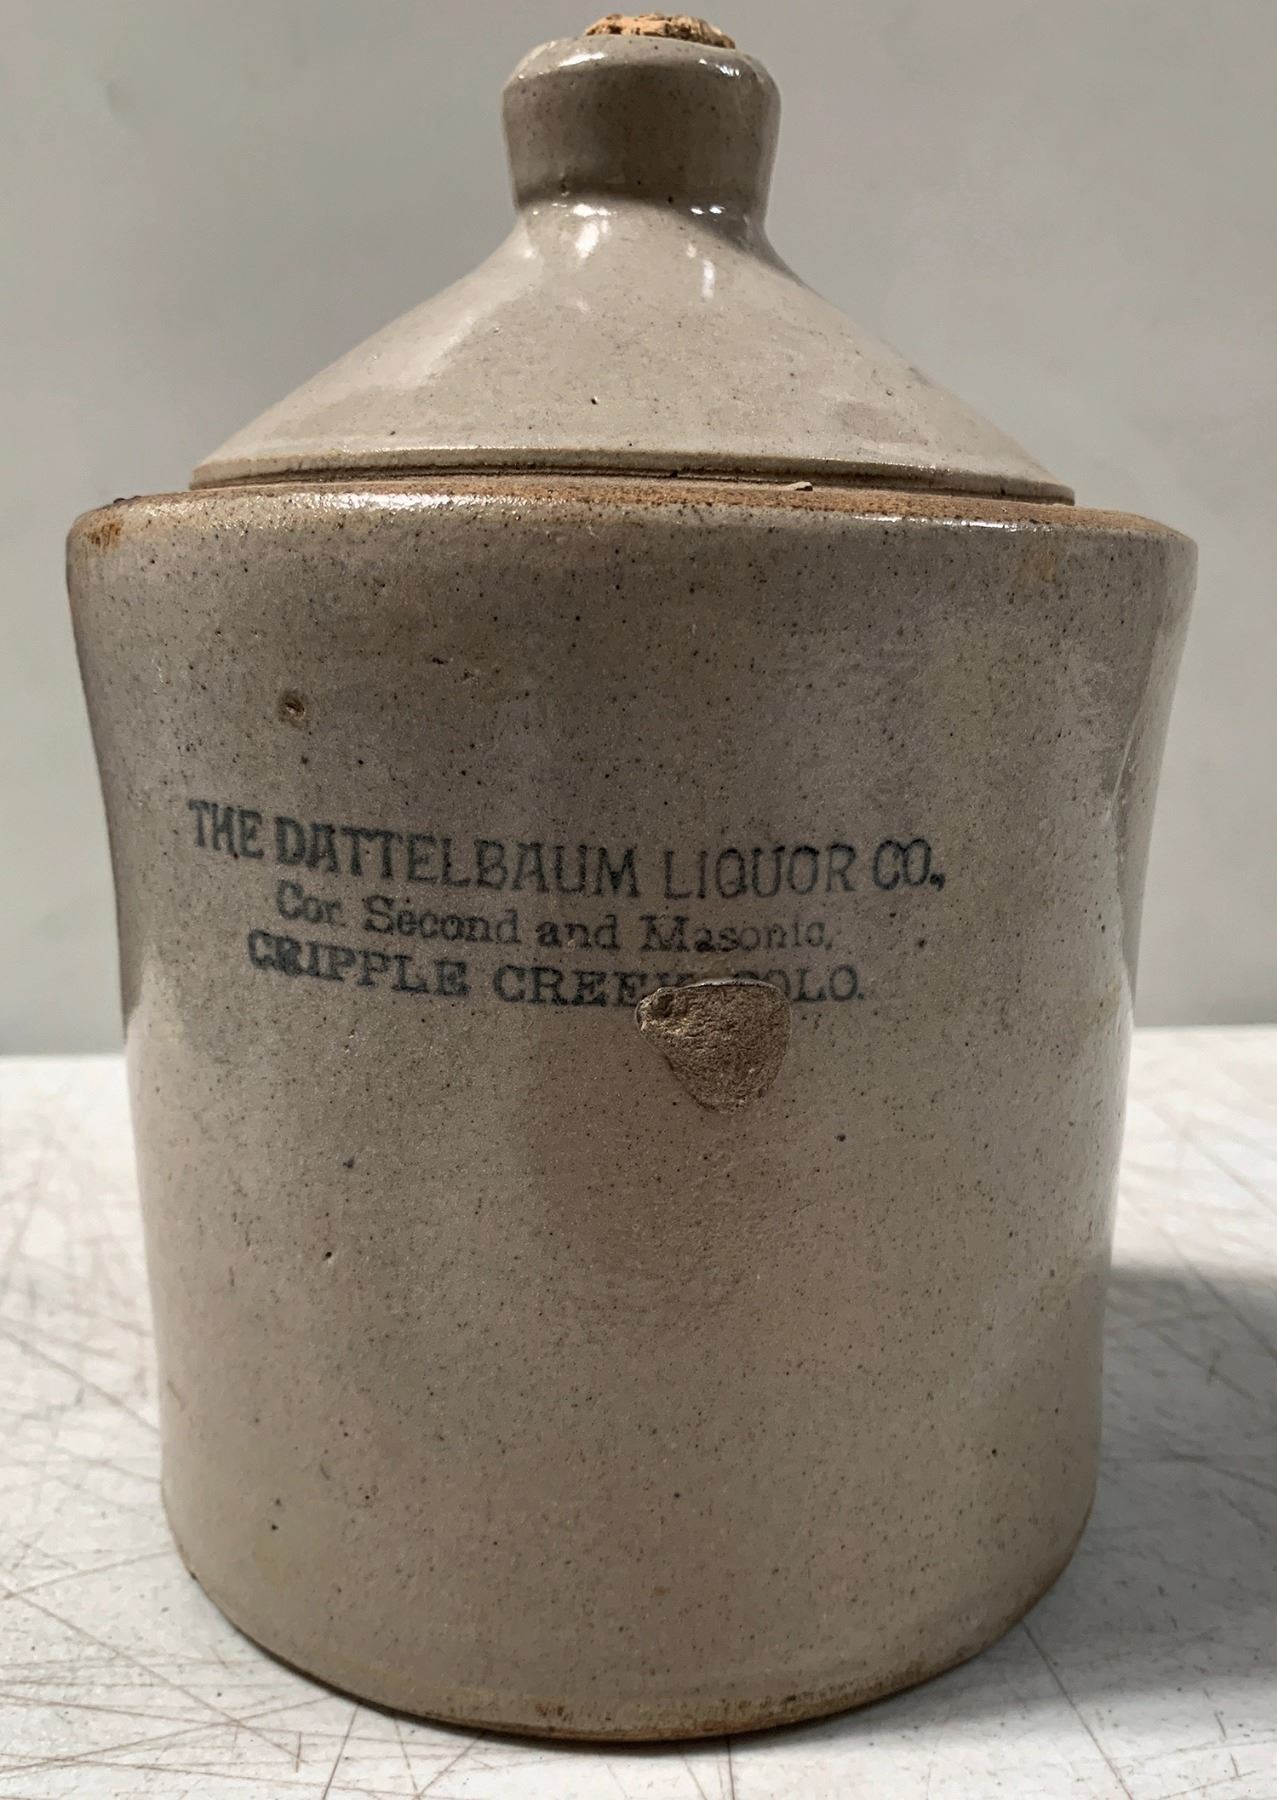 THE DATTELBAUM LIQUOR CO.,
Cor. Second and Masonic,
CRIPPLE CREEK COLO.